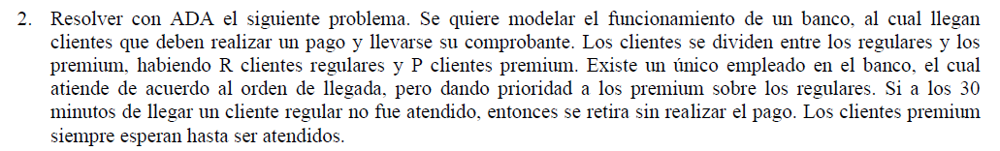 2. Resolver con ADA el siguiente problema. Se quiere modelar el funcionamiento de un banco, al cual llegan
clientes que deben realizar un pago y llevarse su comprobante. Los clientes se dividen entre los regulares y los
premium, habiendo R clientes regulares y P clientes premium. Existe un único empleado en el banco, el cual
atiende de acuerdo al orden de llegada, pero dando prioridad a los premium sobre los regulares. Si a los 30
minutos de llegar un cliente regular no fue atendido, entonces se retira sin realizar el pago. Los clientes premium
siempre esperan hasta ser atendidos.